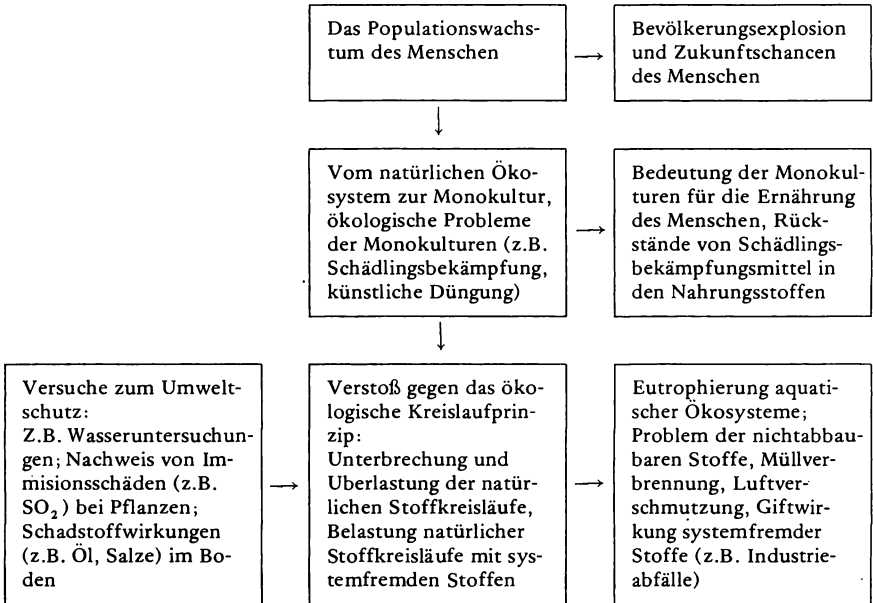 Das Populationswachs-
tum des Menschen
→
Bevölkerungsexplosion
und Zukunftschancen
des Menschen
↓
Vom natürlichen Öko-
system zur Monokultur,
ökologische Probleme
der Monokulturen (z.B.
Schädlingsbekämpfung,
künstliche Düngung)
→
Bedeutung der Monokul-
turen für die Ernährung
des Menschen, Rück-
stände von Schädlings-
bekämpfungsmittel in
den Nahrungsstoffen
↓
Versuche zum Umwelt-
schutz:
Z.B. Wasseruntersuchun-
gen; Nachweis von Im-
misionsschäden (z.B.
SO₂) bei Pflanzen;
Schadstoffwirkungen
(z.B. Öl, Salze) im Bo-
den
→
Verstoß gegen das öko-
logische Kreislaufprin-
zip:
Unterbrechung und
Uberlastung der natür-
lichen Stoffkreisläufe,
Belastung natürlicher
Stoffkreisläufe mit sys-
temfremden Stoffen
→
Eutrophierung aquati-
scher Ökosysteme;
Problem der nichtabbau-
baren Stoffe, Müllver-
brennung, Luftver-
schmutzung, Giftwir-
kung systemfremder
Stoffe (z.B. Industrie-
abfälle)